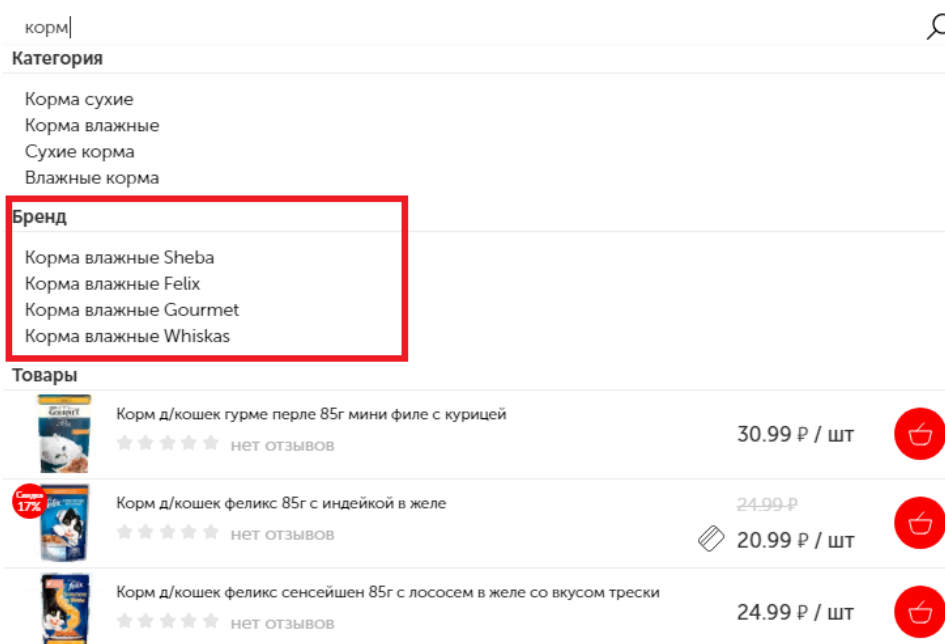 корм
Категория
Корма сухие
Корма влажные
Сухие корма
Влажные корма
Бренд
Корма влажные Sheba
Корма влажные Felix
Корма влажные Gourmet
Корма влажные Whiskas
Товары
GOURMET
Корм д/кошек гурме перле 85г мини филе с курицей
нет отзывов
30.99 ₽ / шт
Скидка
17%
Felix
Корм д/кошек феликс 85г с индейкой в желе
нет отзывов
24.99 ₽
20.99 ₽ / шт
Felix
Корм д/кошек феликс сенсейшен 85г с лососем в желе со вкусом трески
нет отзывов
24.99 ₽ / шт